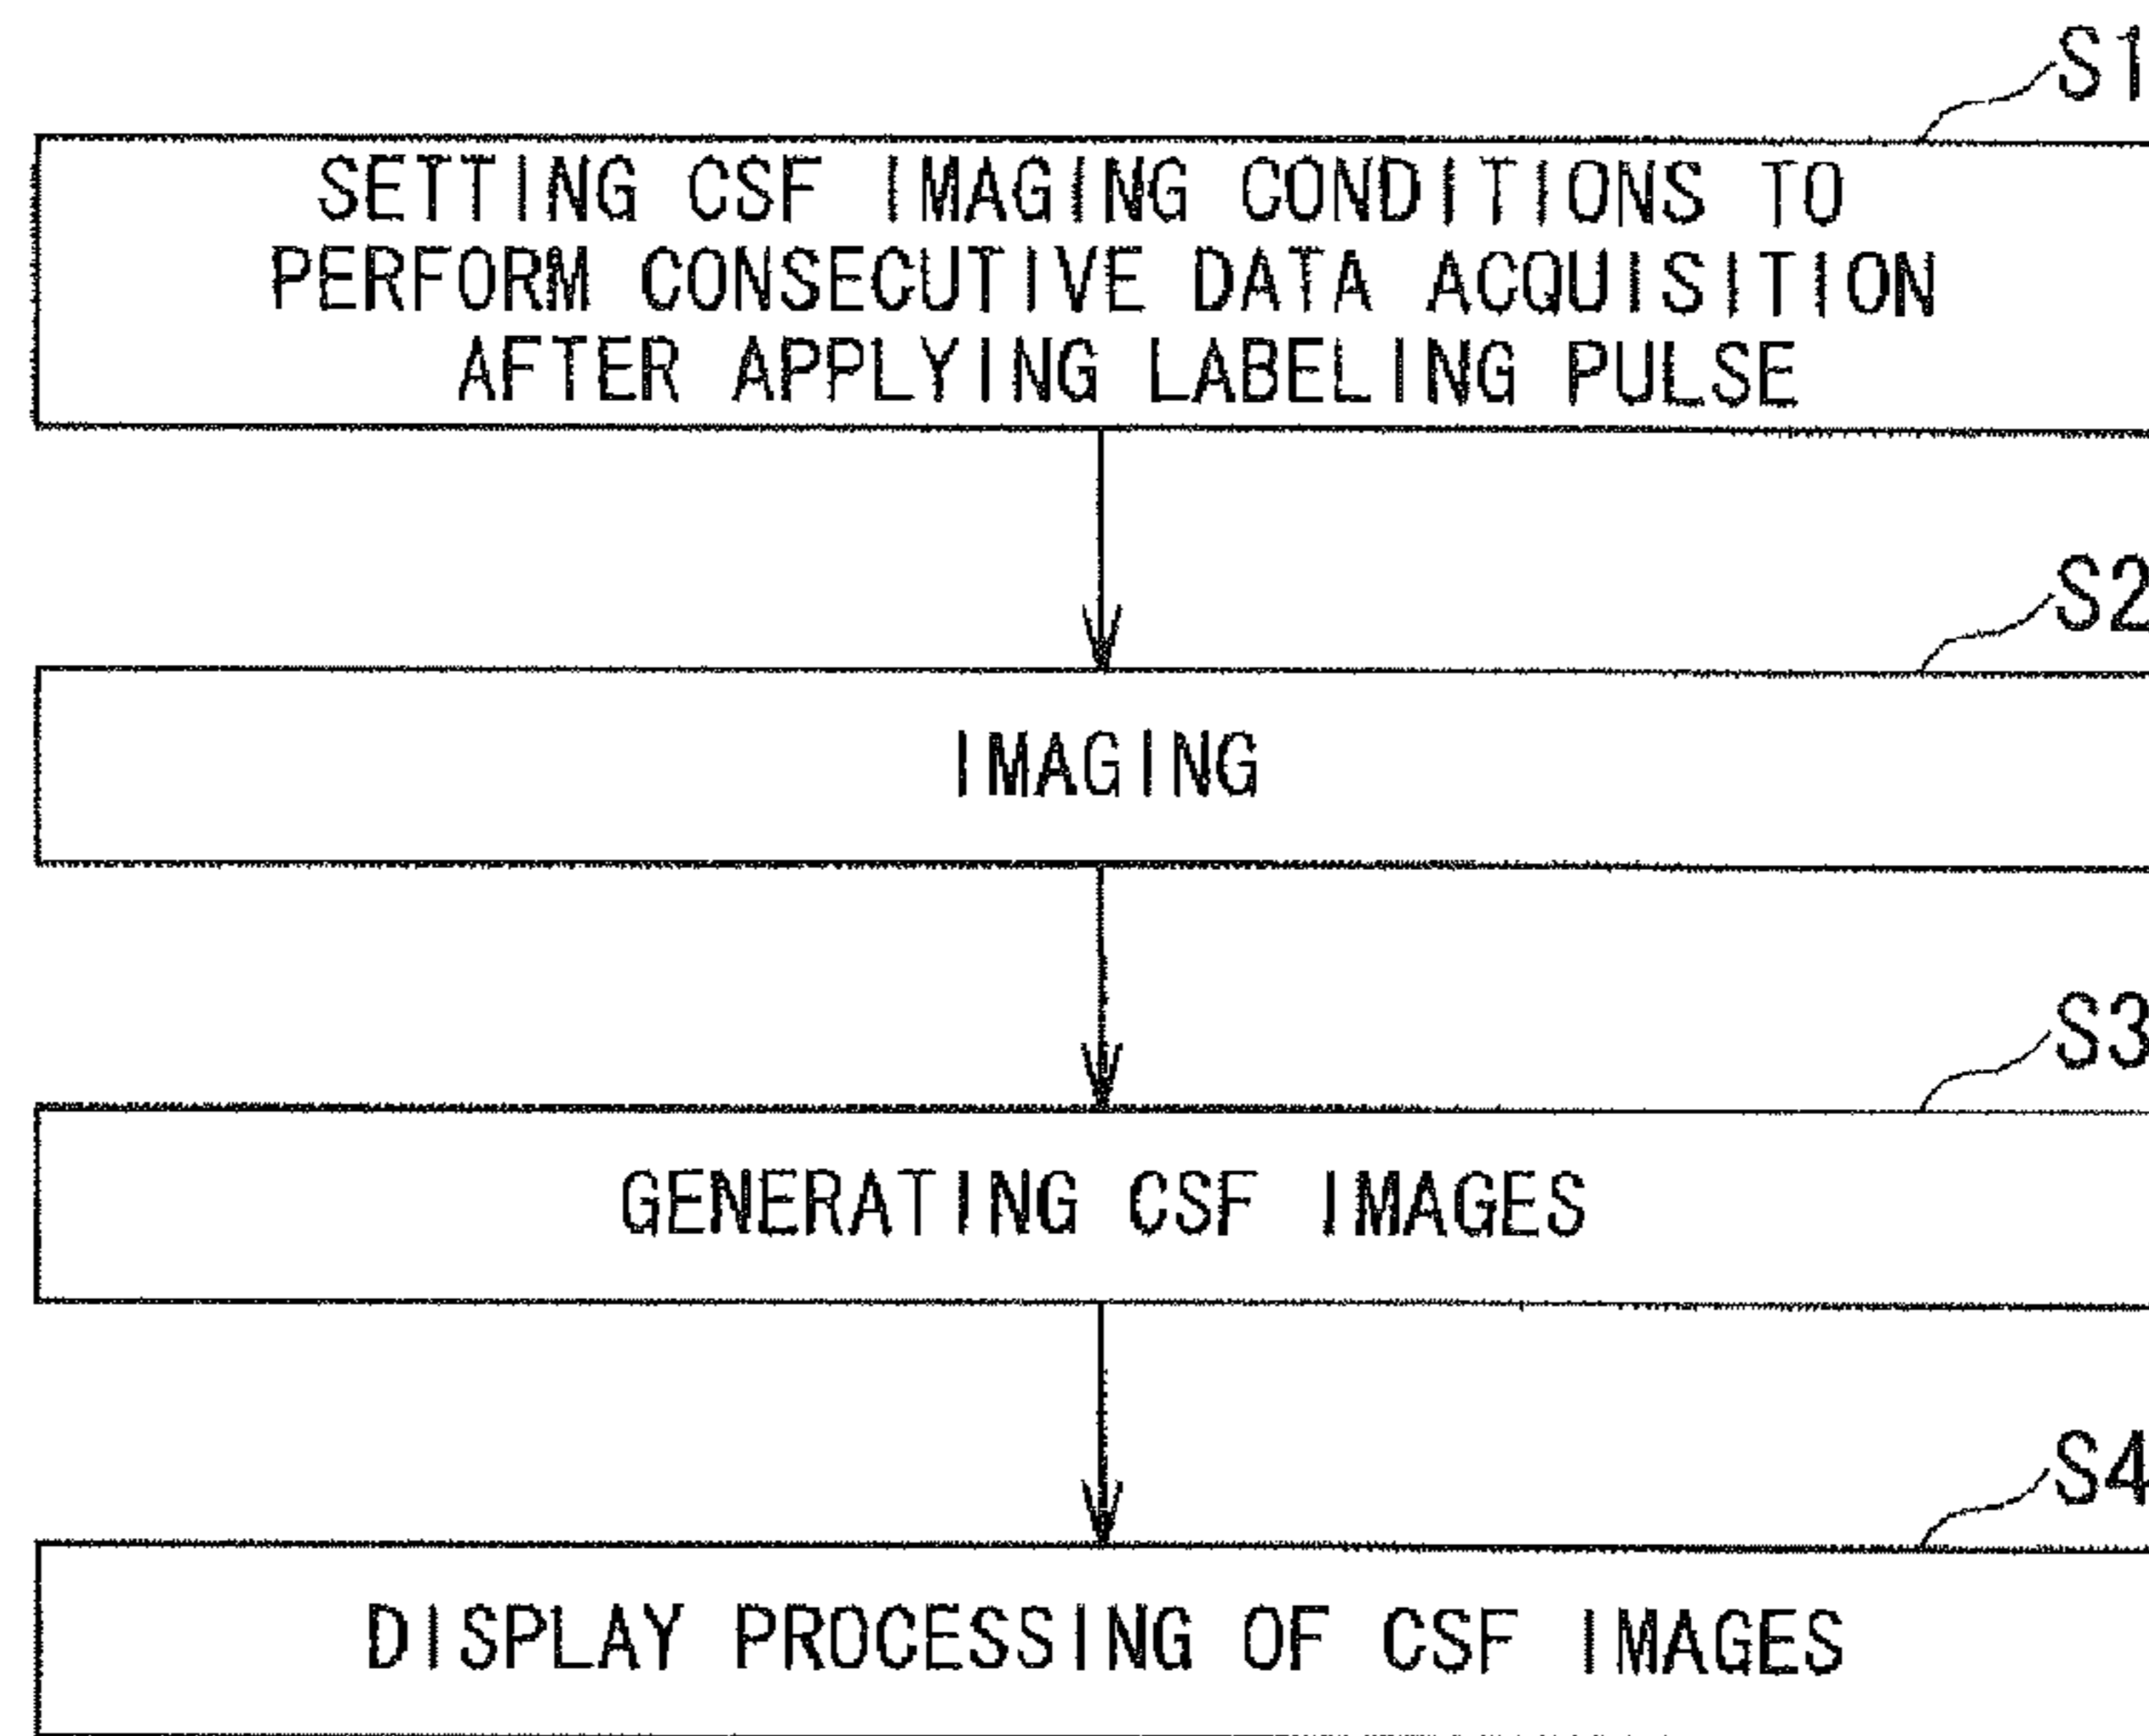 S1
SETTING CSF IMAGING CONDITIONS TO
PERFORM CONSECUTIVE DATA ACQUISITION
AFTER APPLYING LABELING PULSE
S2
IMAGING
S3
GENERATING CSF IMAGES
S4
DISPLAY PROCESSING OF CSF IMAGES